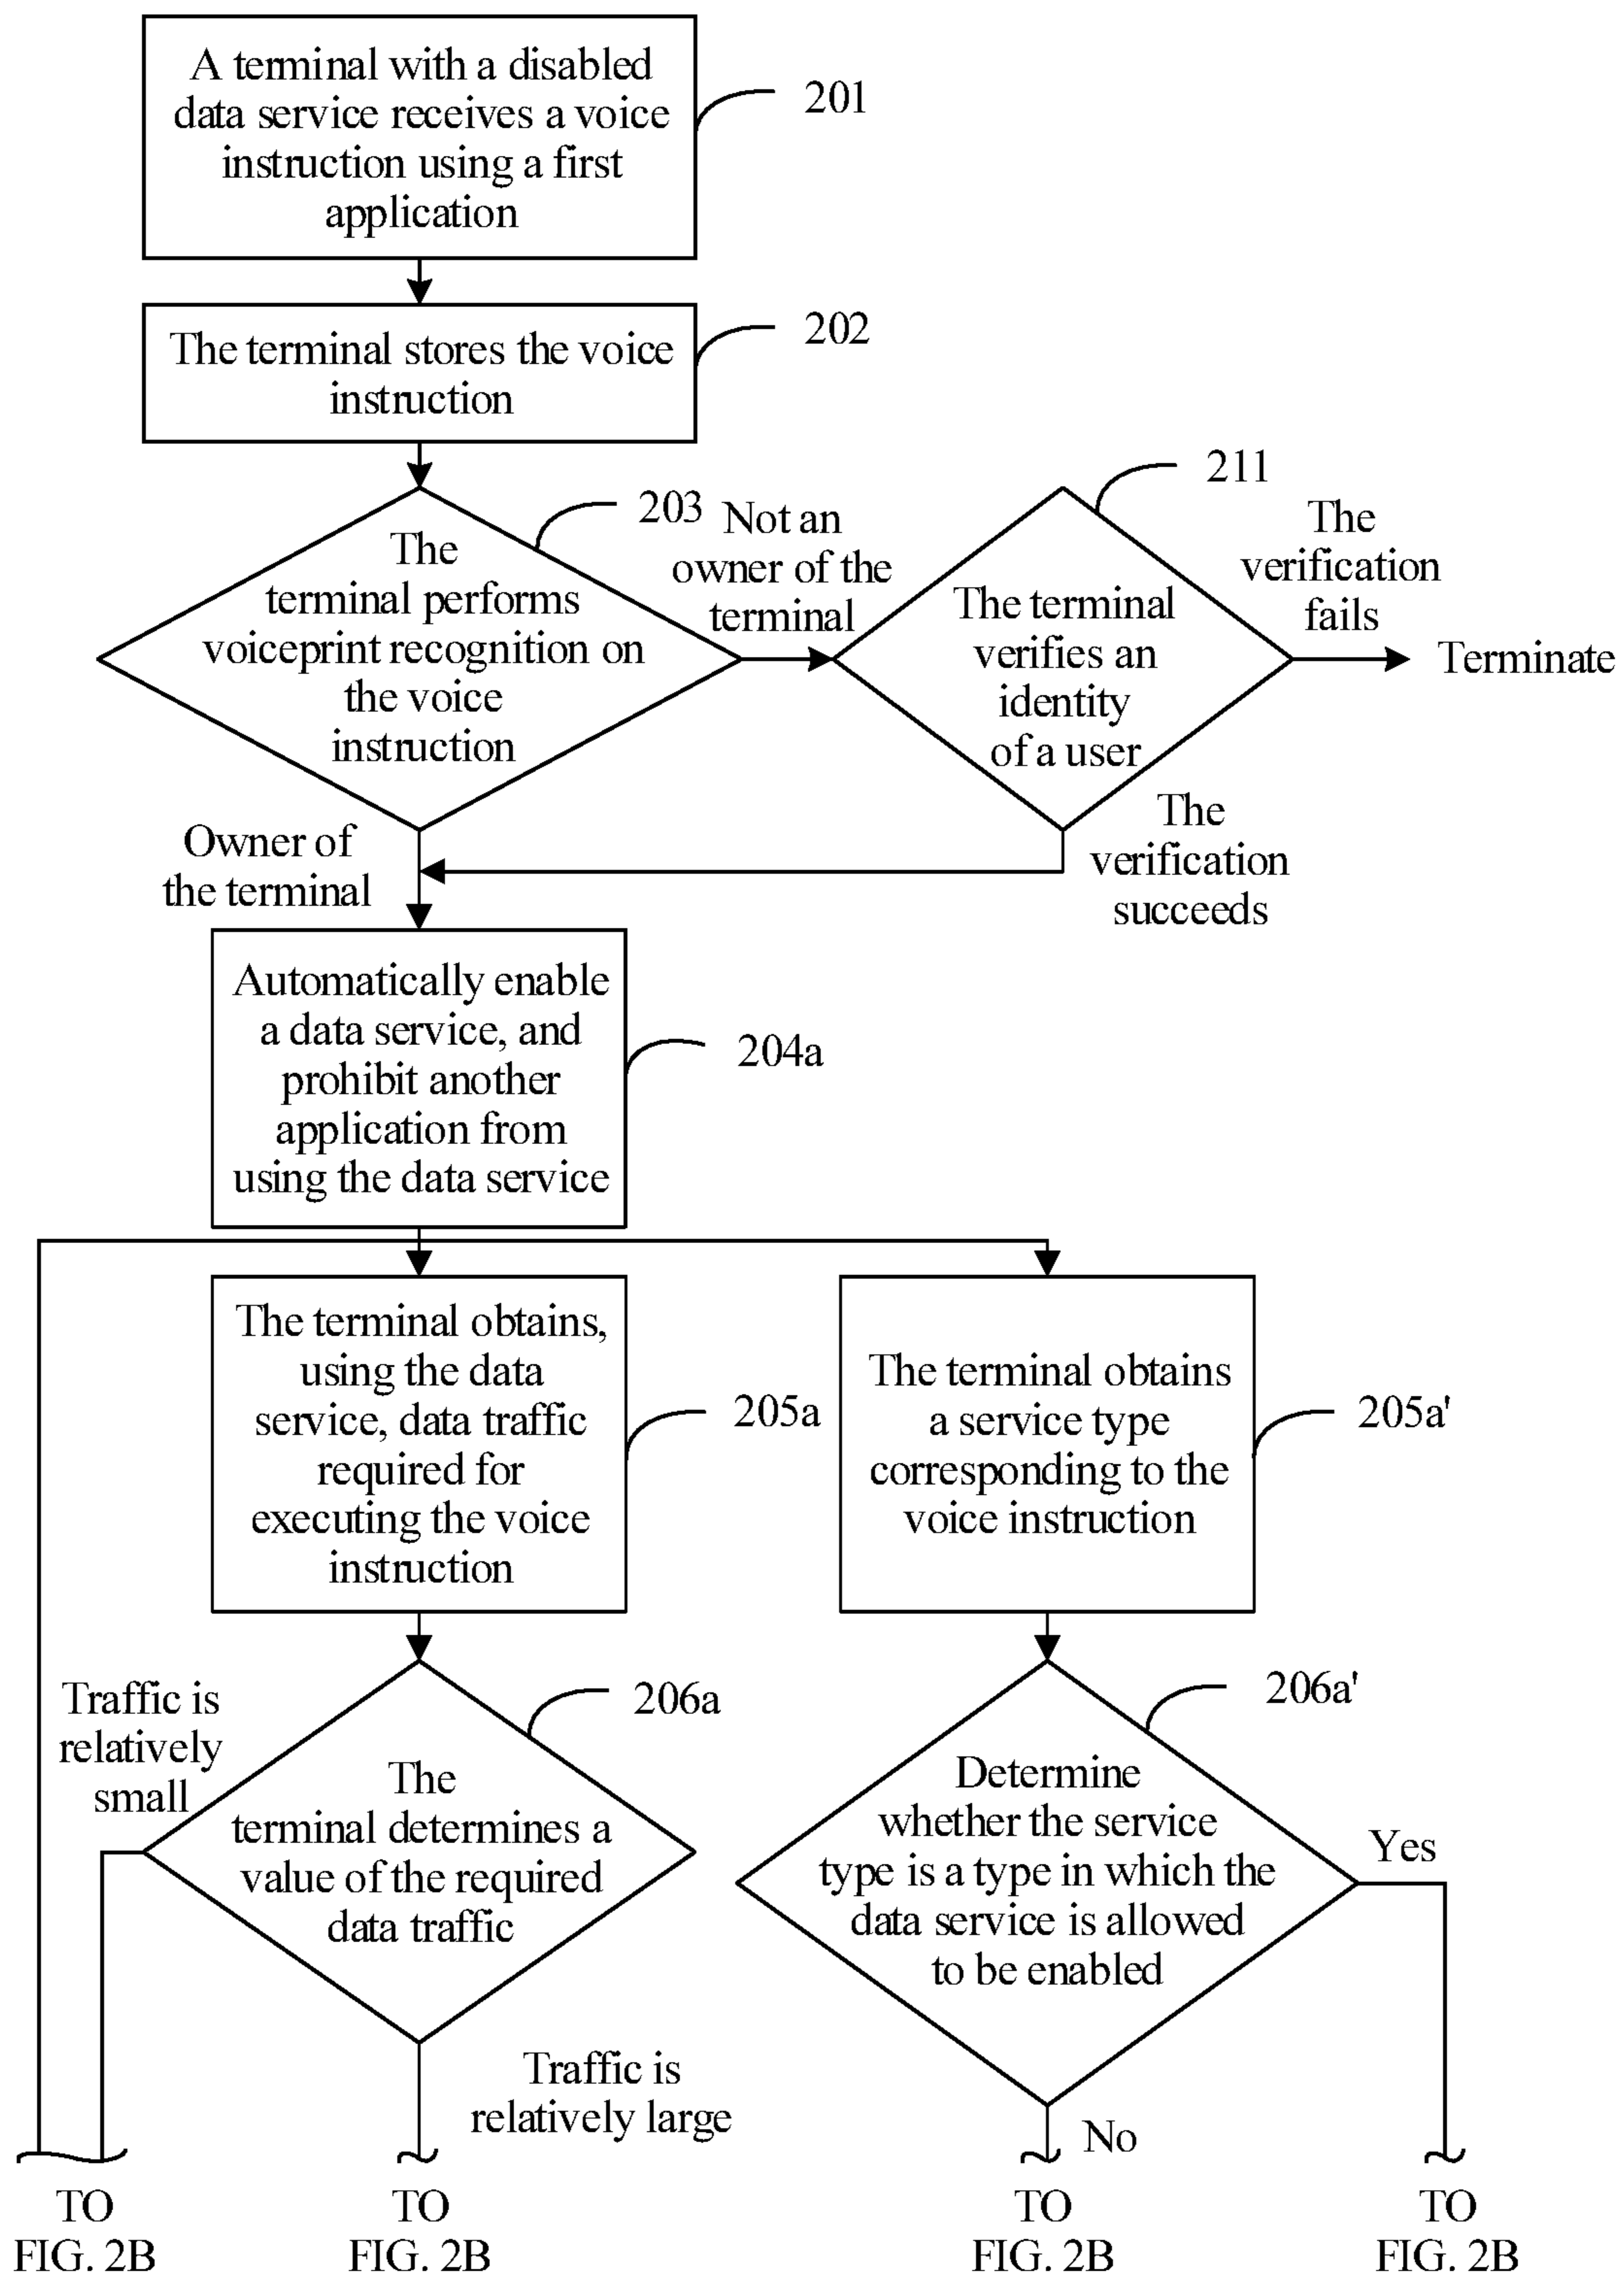 A terminal with a disabled
data service receives a voice
instruction using a first
application
201
The terminal stores the voice
instruction
202
The
terminal performs
voiceprint recognition on
the voice
instruction
203
Not an
owner of the
terminal
211
The terminal
verifies an
identity
of a user
The
verification
fails
Terminate
Owner of
the terminal
The
verification
succeeds
Automatically enable
a data service, and
prohibit another
application from
using the data service
204a
The terminal obtains,
using the data
service, data traffic
required for
executing the voice
instruction
205a
The terminal obtains
a service type
corresponding to the
voice instruction
205a'
Traffic is
relatively
small
206a
The
terminal determines a
value of the required
data traffic
Traffic is
relatively large
206a'
Determine
whether the service
type is a type in which the
data service is allowed
to be enabled
Yes
No
TO
FIG. 2B
TO
FIG. 2B
TO
FIG. 2B
TO
FIG. 2B